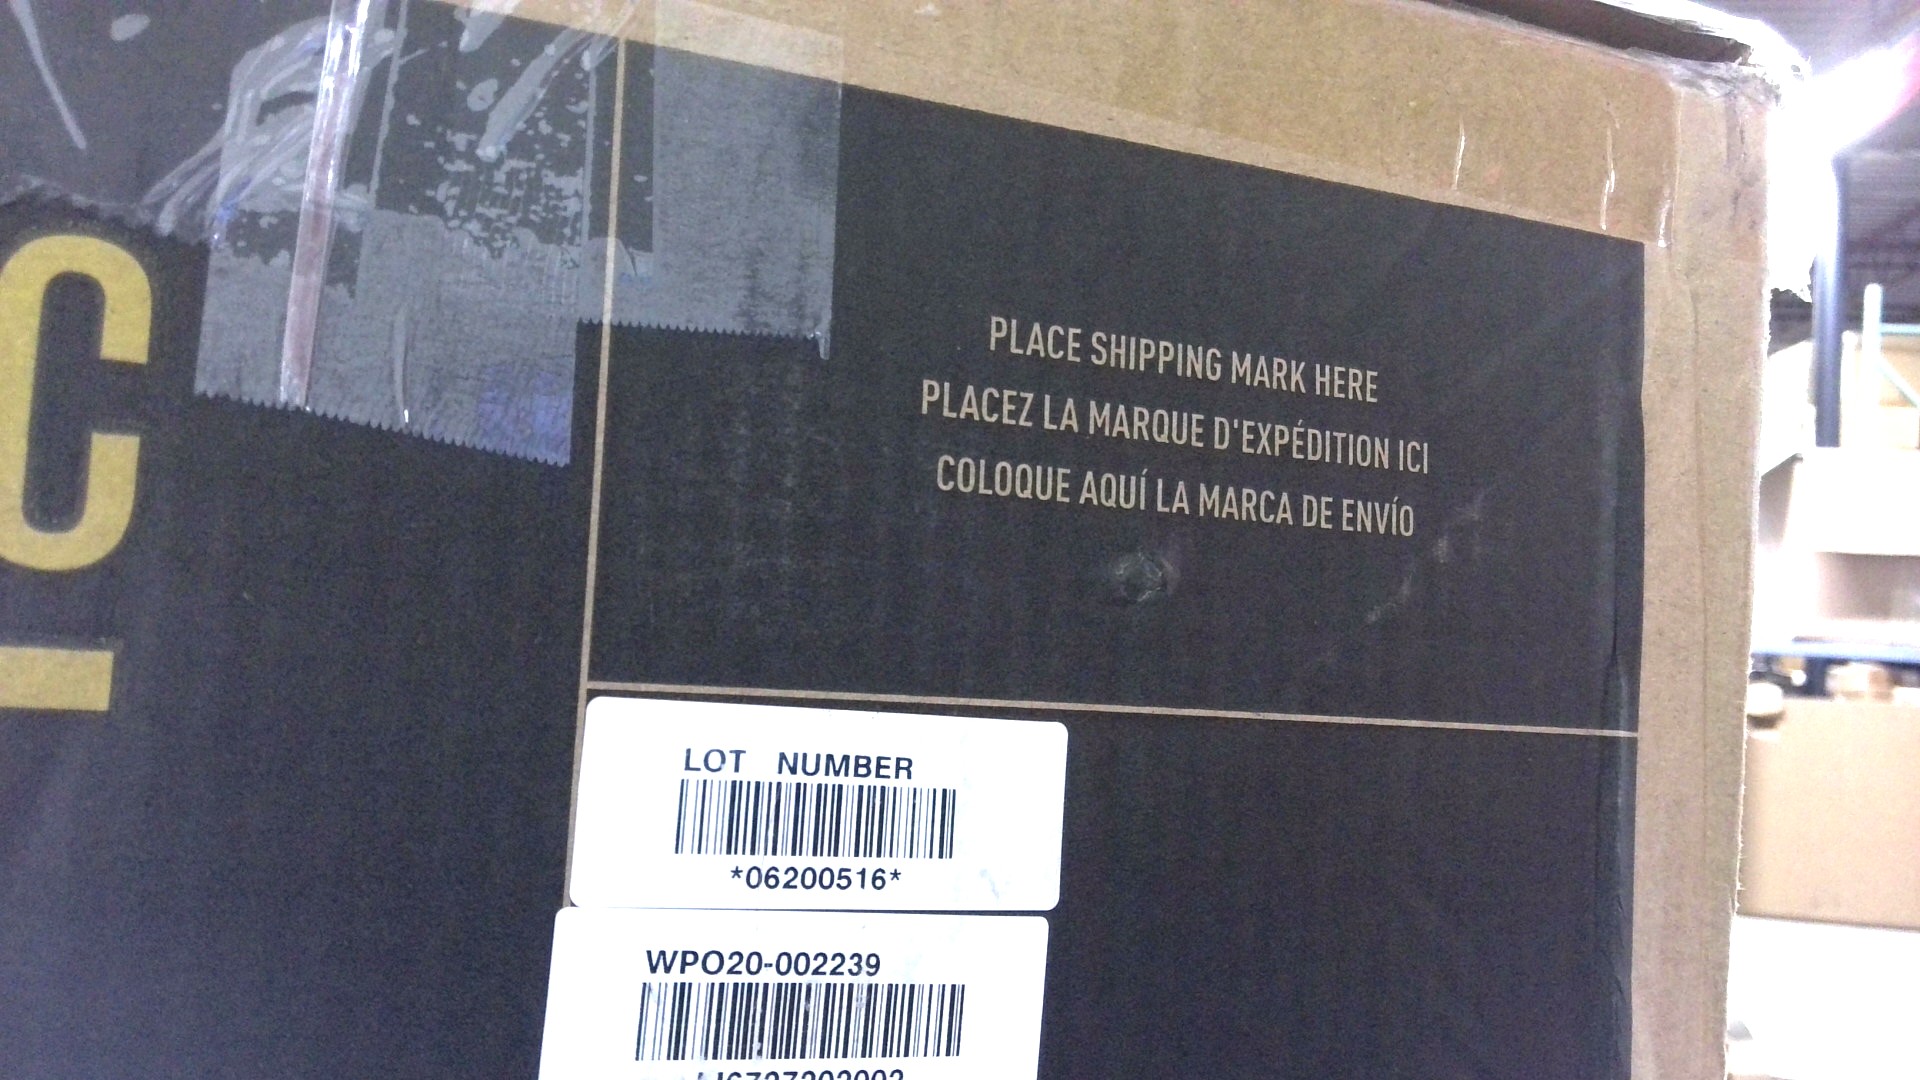 C
PLACE SHIPPING MARK HERE
PLACEZ LA MARQUE D'EXPÉDITION ICI
COLOQUE AQUÍ LA MARCA DE ENVÍO
LOT NUMBER
*06200516*
WPO20-002239